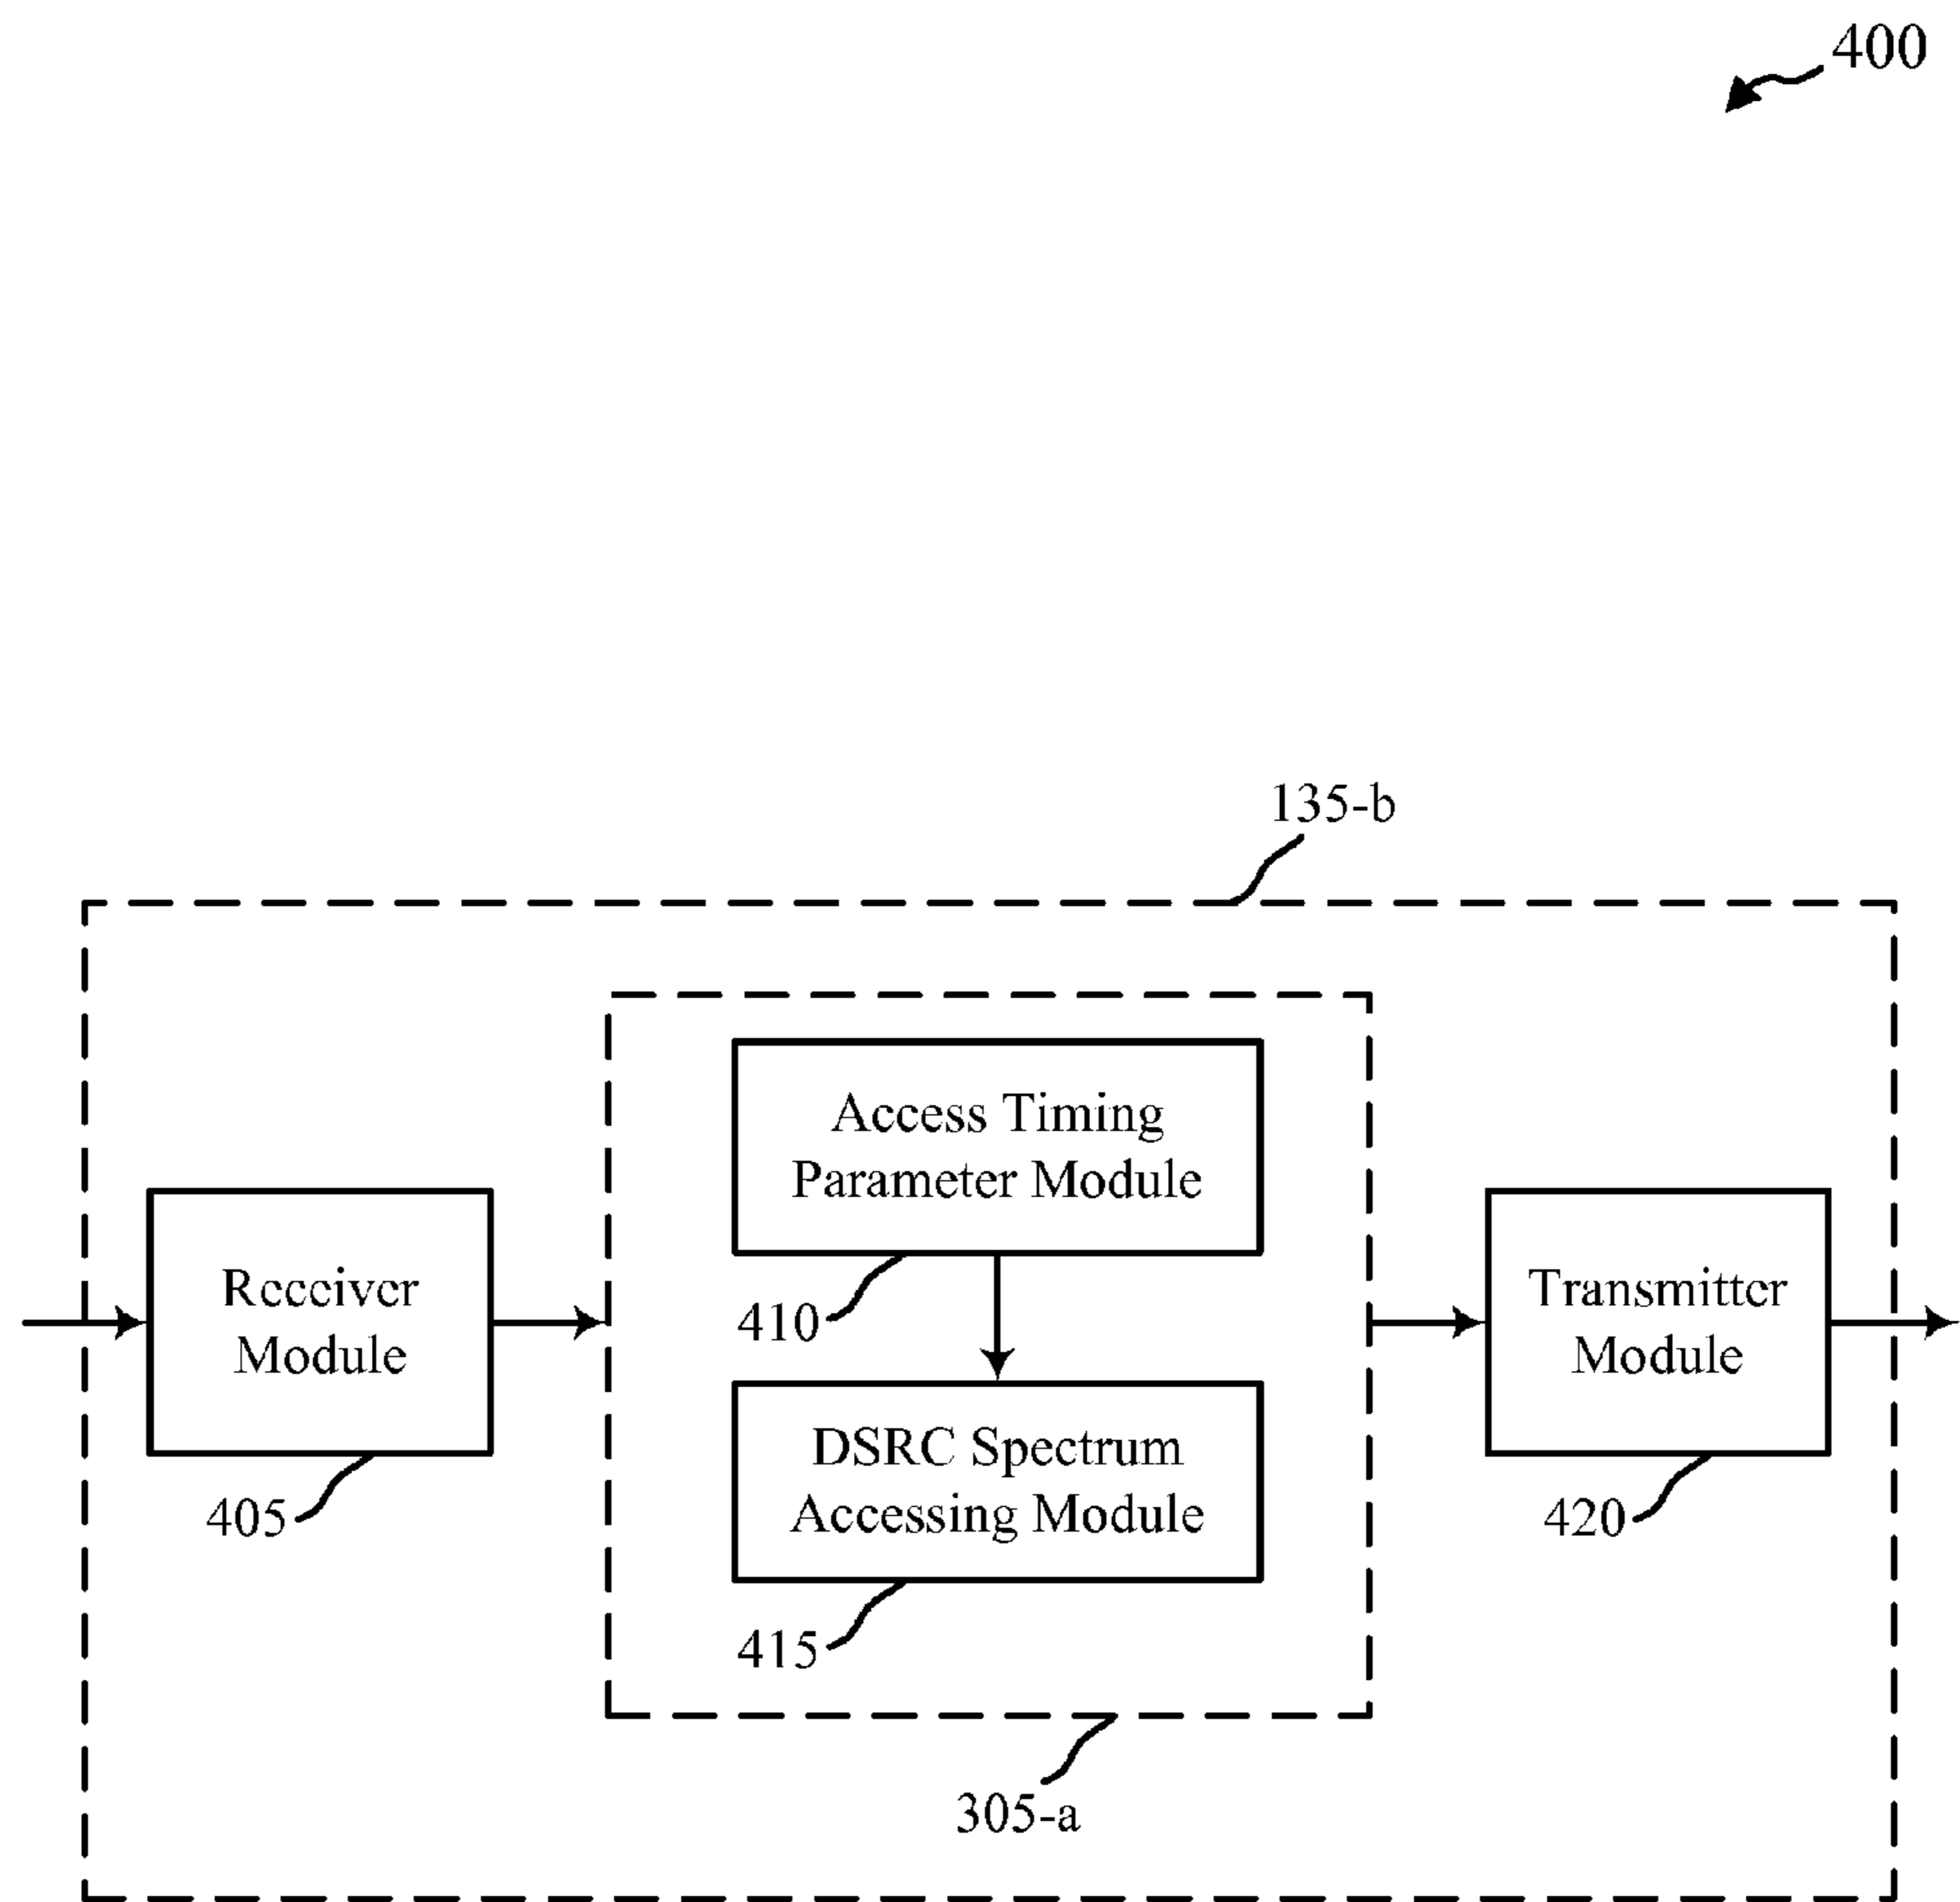 400
135-b
Access Timing
Parameter Module
410
Receiver
Module
405
DSRC Spectrum
Accessing Module
415
Transmitter
Module
420
305-a